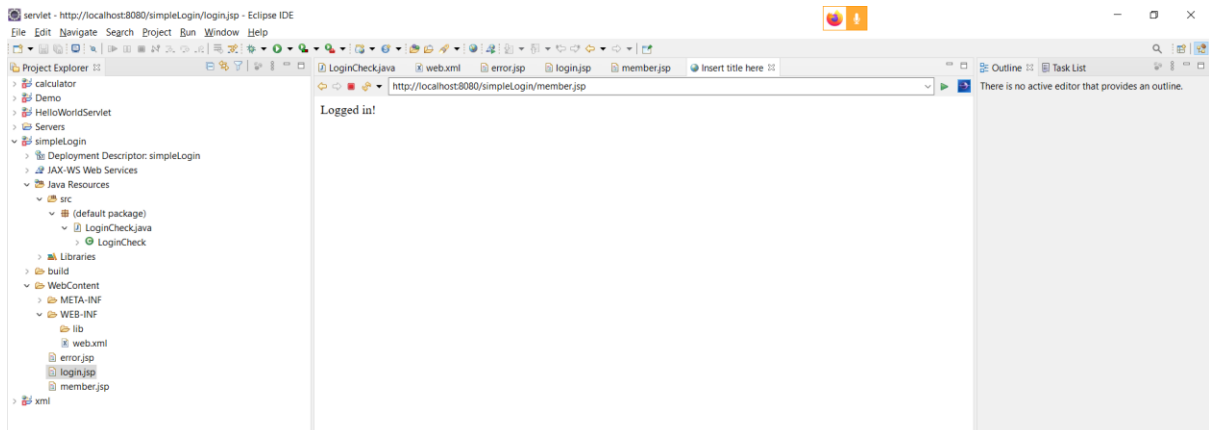 servlet - http://localhost:8080/simpleLogin/login.jsp - Eclipse IDE
File Edit Navigate Search Project Run Window Help
Project Explorer
LoginCheck.java web.xml error.jsp login.jsp member.jsp Insert title here
Outline Task List
http://localhost:8080/simpleLogin/member.jsp
There is no active editor that provides an outline.
Logged in!
calculator
Demo
HelloWorldServlet
Servers
simpleLogin
Deployment Descriptor: simpleLogin
JAX-WS Web Services
Java Resources
src
(default package)
LoginCheck.java
LoginCheck
Libraries
build
WebContent
META-INF
WEB-INF
lib
web.xml
error.jsp
login.jsp
member.jsp
xml